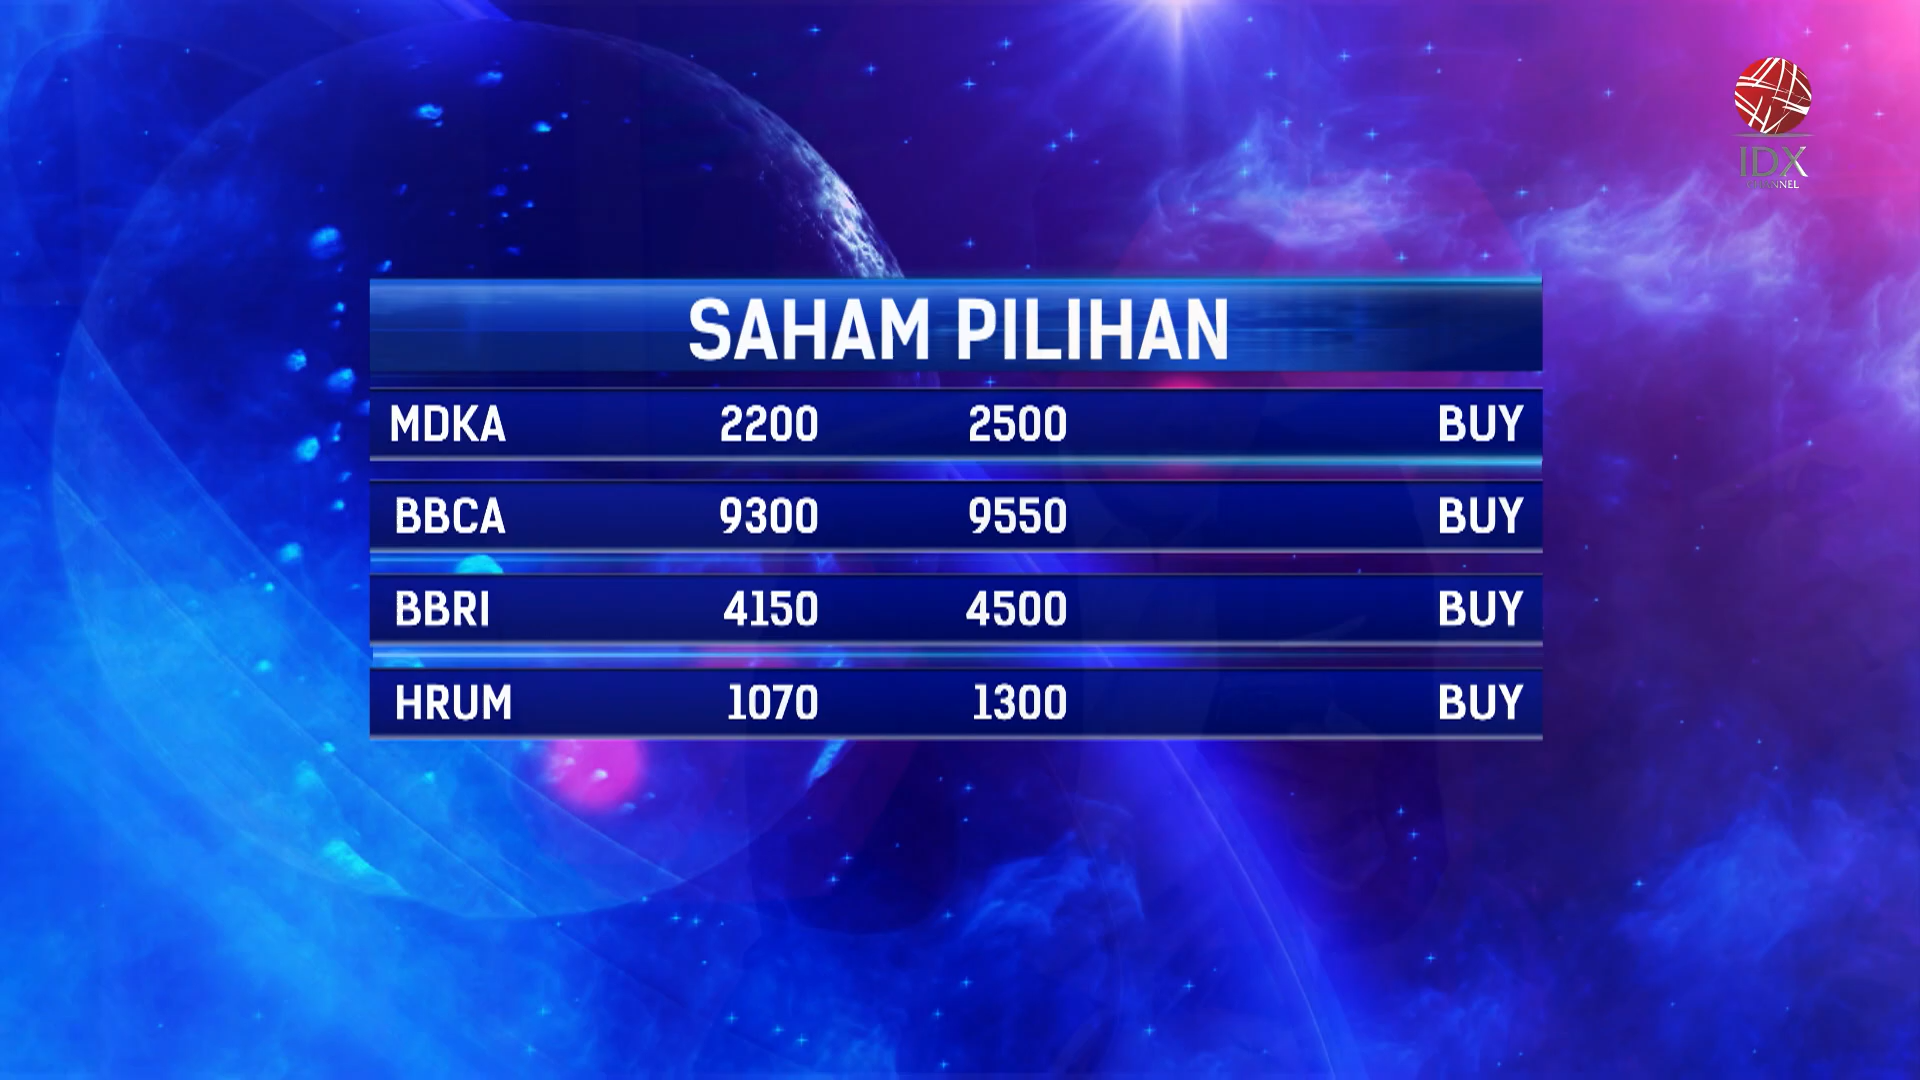 IDX
CHANNEL
SAHAM PILIHAN
MDKA 2200 2500 BUY
BBCA 9300 9550 BUY
BBRI 4150 4500 BUY
HRUM 1070 1300 BUY